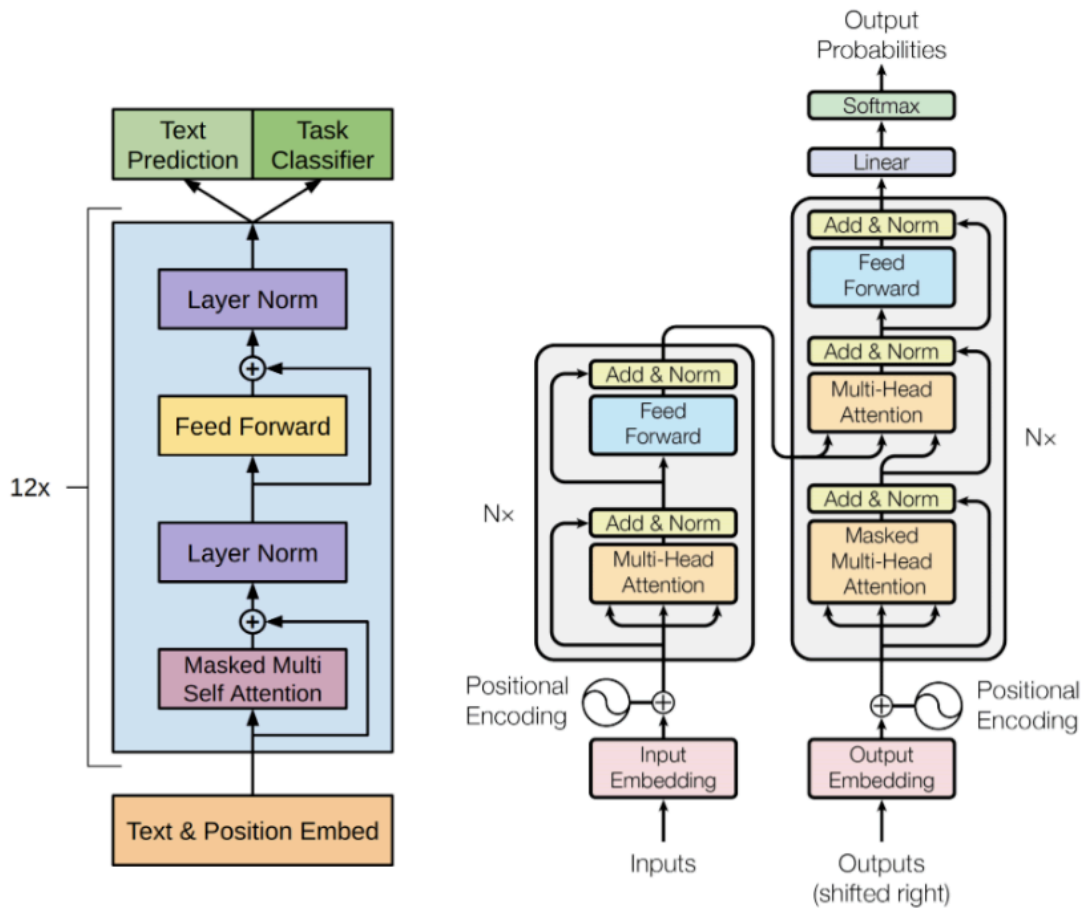 Text
Prediction
Task
Classifier
Layer Norm
Feed Forward
12x
Layer Norm
Masked Multi
Self Attention
Text & Position Embed
Output
Probabilities
Softmax
Linear
Add & Norm
Feed
Forward
Add & Norm
Multi-Head
Attention
Nx
Add & Norm
Masked
Multi-Head
Attention
Positional
Encoding
Output
Embedding
Outputs
(shifted right)
Add & Norm
Feed
Forward
Nx
Add & Norm
Multi-Head
Attention
Positional
Encoding
Input
Embedding
Inputs